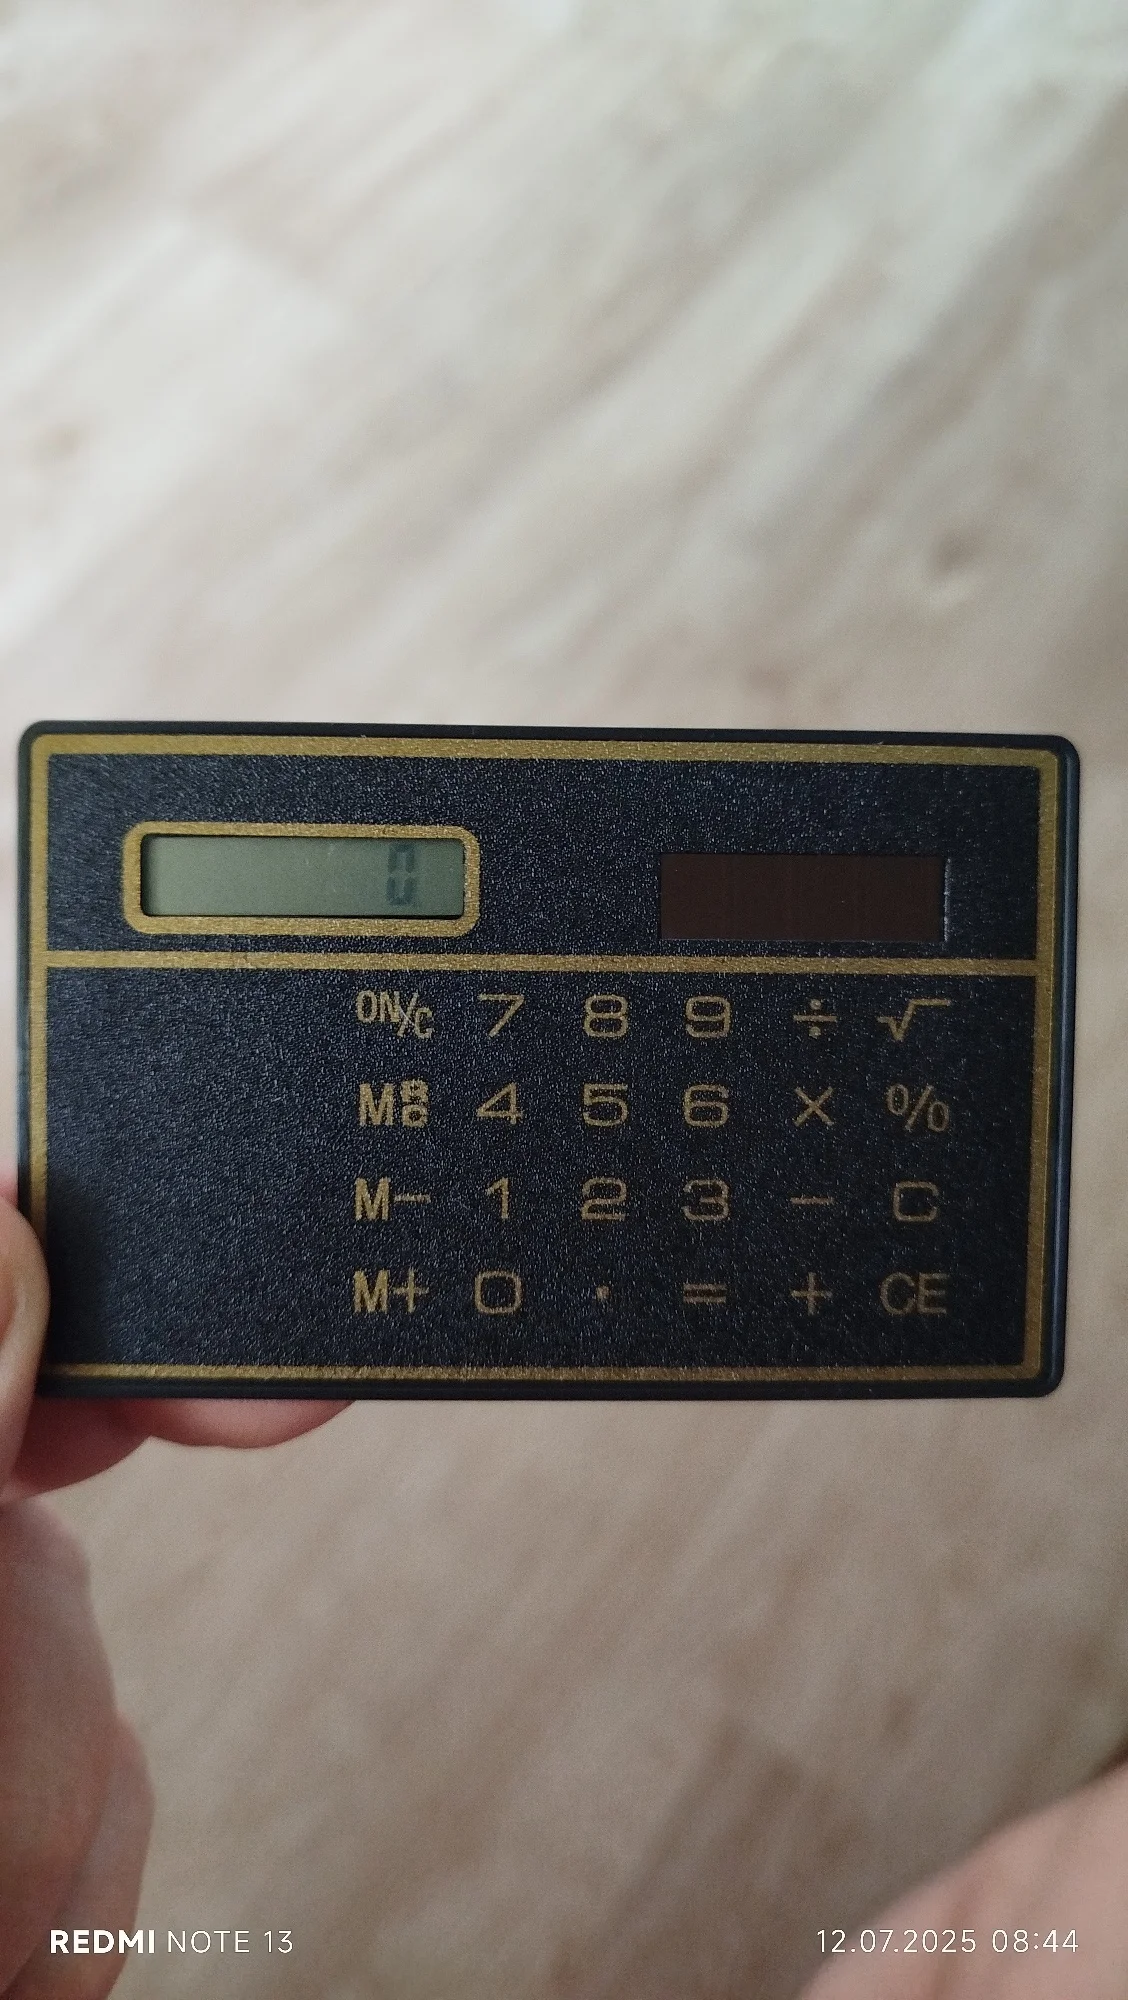 0
ON/C 7 8 9 ÷ √
MRC 4 5 6 × %
M− 1 2 3 − C
M+ 0 . = + CE
REDMI NOTE 13 12.07.2025 08:44